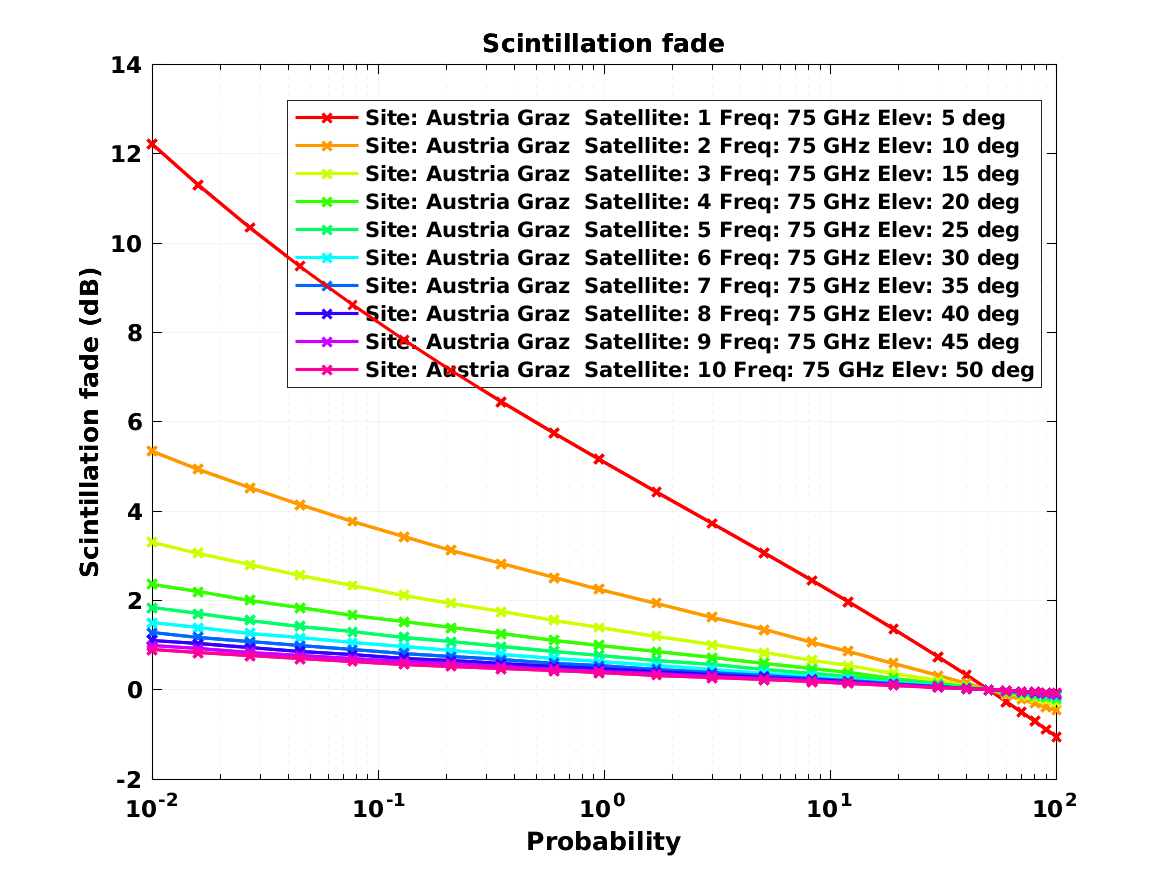 Scintillation fade
14
12
10
8
6
4
2
0
-2
Scintillation fade (dB)
Site: Austria Graz  Satellite: 1 Freq: 75 GHz Elev: 5 deg
Site: Austria Graz  Satellite: 2 Freq: 75 GHz Elev: 10 deg
Site: Austria Graz  Satellite: 3 Freq: 75 GHz Elev: 15 deg
Site: Austria Graz  Satellite: 4 Freq: 75 GHz Elev: 20 deg
Site: Austria Graz  Satellite: 5 Freq: 75 GHz Elev: 25 deg
Site: Austria Graz  Satellite: 6 Freq: 75 GHz Elev: 30 deg
Site: Austria Graz  Satellite: 7 Freq: 75 GHz Elev: 35 deg
Site: Austria Graz  Satellite: 8 Freq: 75 GHz Elev: 40 deg
Site: Austria Graz  Satellite: 9 Freq: 75 GHz Elev: 45 deg
Site: Austria Graz  Satellite: 10 Freq: 75 GHz Elev: 50 deg
10^-2 10^-1 10^0 10^1 10^2
Probability